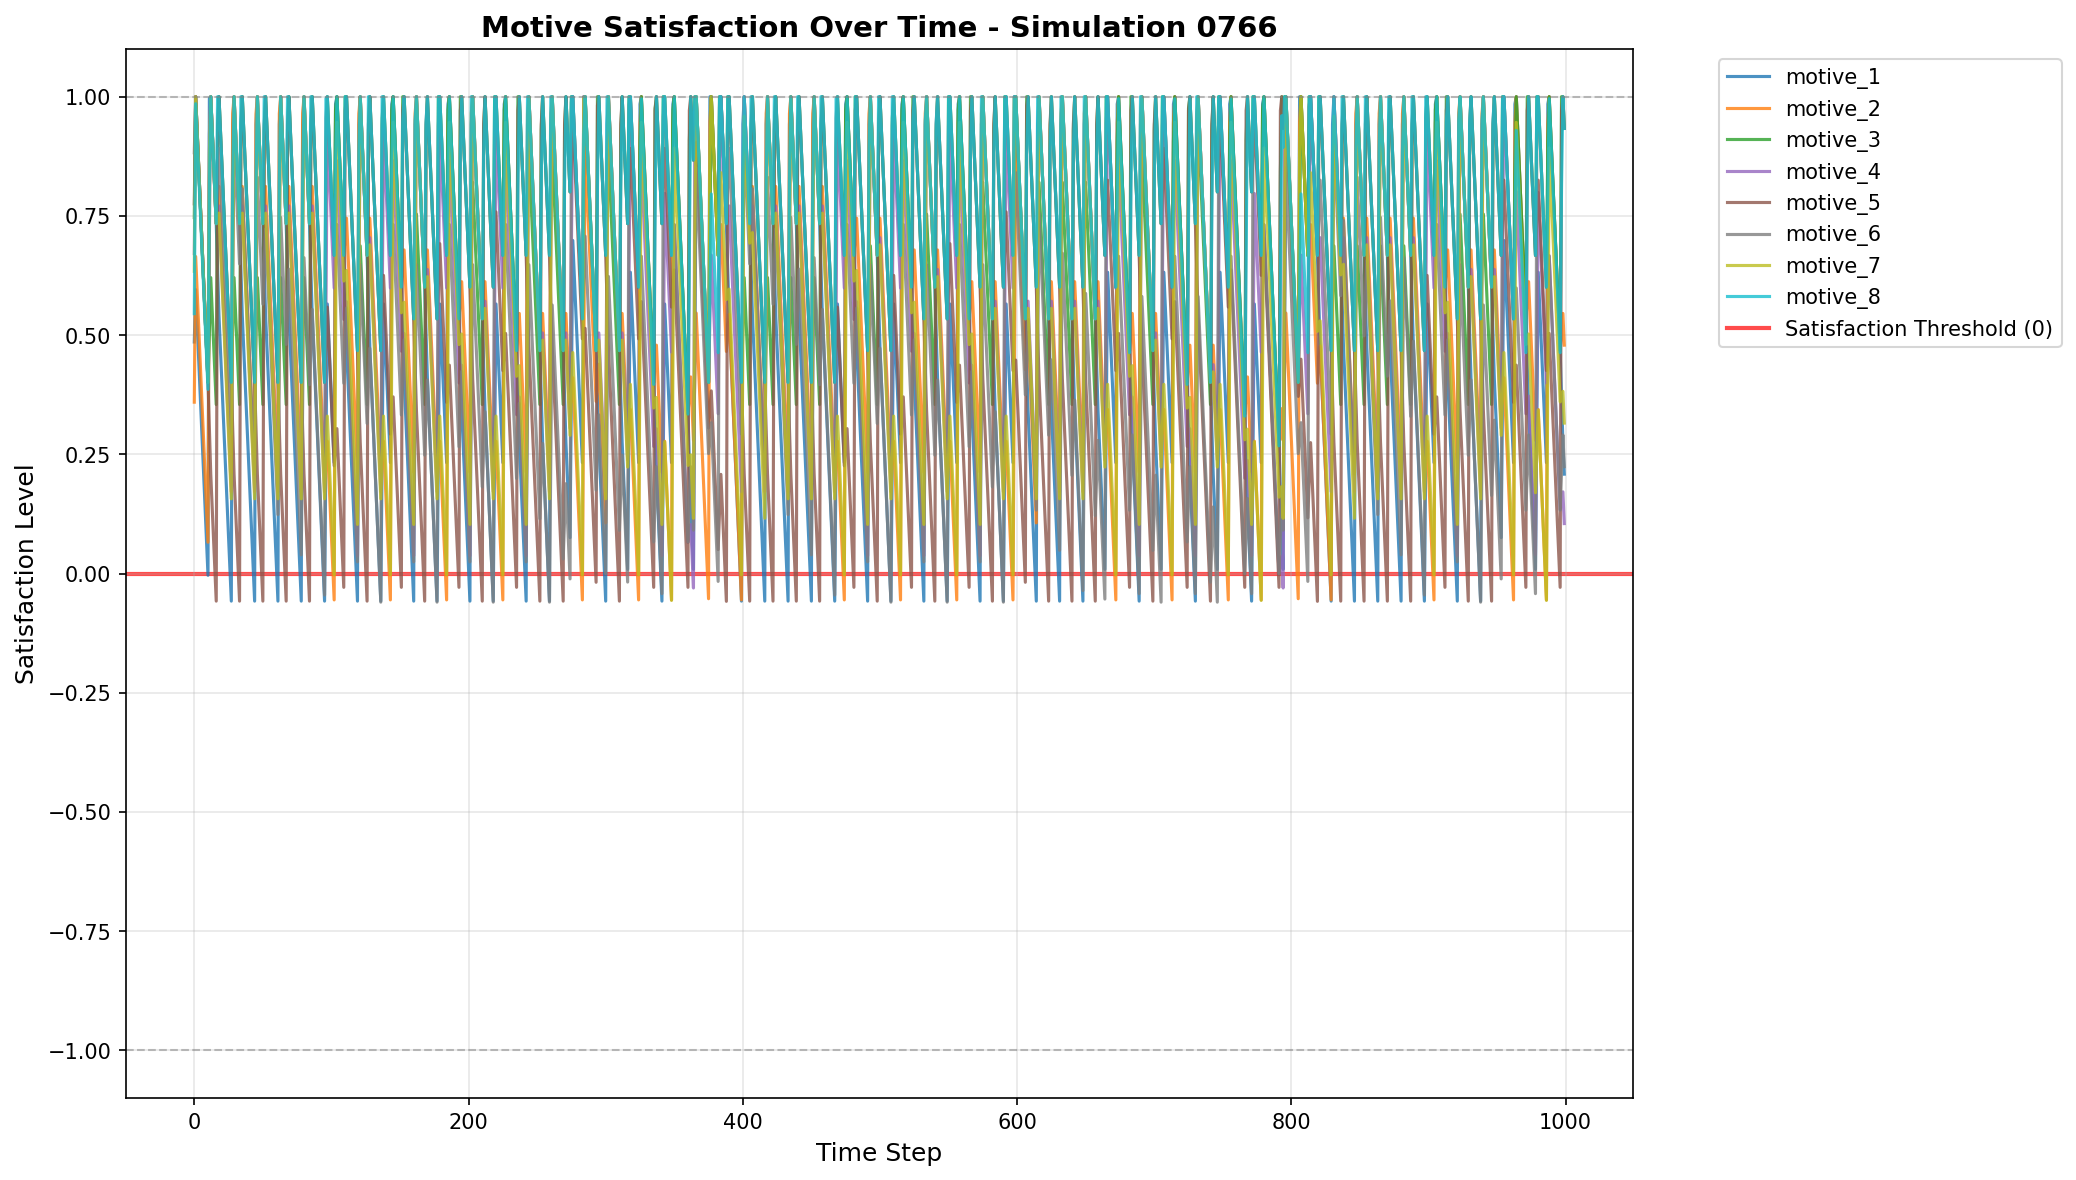 Motive Satisfaction Over Time - Simulation 0766
Satisfaction Level
1.00
0.75
0.50
0.25
0.00
−0.25
−0.50
−0.75
−1.00
0
200
400
600
800
1000
Time Step
motive_1
motive_2
motive_3
motive_4
motive_5
motive_6
motive_7
motive_8
Satisfaction Threshold (0)